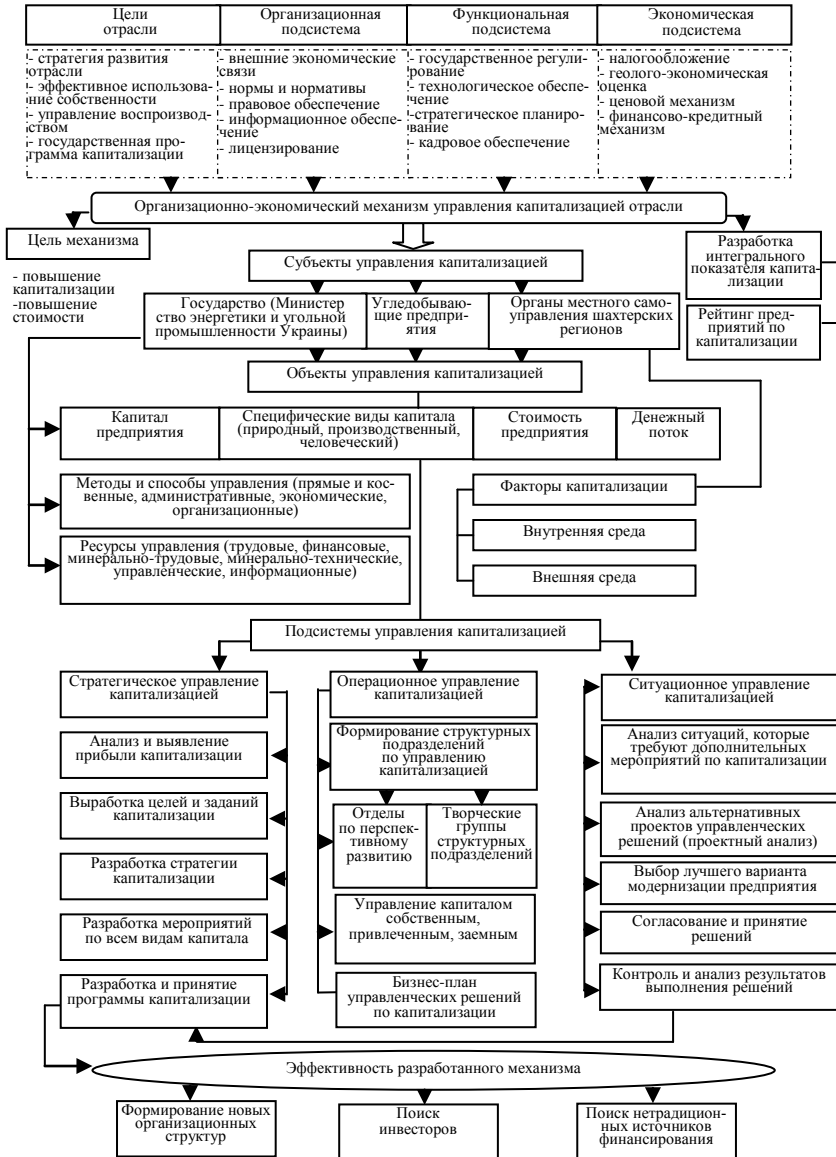 Цели
отрасли
Организационная
подсистема
Функциональная
подсистема
Экономическая
подсистема
- стратегия развития
отрасли
- эффективное использова-
ние собственности
- управление воспроизвод-
ством
- государственная про-
грамма капитализации
- внешние экономические
связи
- нормы и нормативы
- правовое обеспечение
- информационное обеспе-
чение
- лицензирование
- государственное регули-
рование
- технологическое обеспе-
чение
-стратегическое планиро-
вание
- кадровое обеспечение
- налогообложение
- геолого-экономическая
оценка
- ценовой механизм
- финансово-кредитный
механизм
Организационно-экономический механизм управления капитализацией отрасли
Цель механизма
- повышение
капитализации
-повышение
стоимости
Субъекты управления капитализацией
Разработка
интегрального
показателя капита-
лизации
Государство (Министер
ство энергетики и угольной
промышленности Украины)
Угледобываю-
щие предпри-
ятия
Органы местного само-
управления шахтерских
регионов
Рейтинг пред-
приятий по
капитализации
Объекты управления капитализацией
Капитал
предприятия
Специфические виды капитала
(природный, производственный,
человеческий)
Стоимость
предприятия
Денежный
поток
Методы и способы управления (прямые и кос-
венные, административные, экономические,
организационные)
Факторы капитализации
Внутренняя среда
Ресурсы управления (трудовые, финансовые,
минерально-трудовые, минерально-технические,
управленческие, информационные)
Внешняя среда
Подсистемы управления капитализацией
Стратегическое управление
капитализацией
Анализ и выявление
прибыли капитализации
Выработка целей и заданий
капитализации
Разработка стратегии
капитализации
Разработка мероприятий
по всем видам капитала
Разработка и принятие
программы капитализации
Операционное управление
капитализацией
Формирование структурных
подразделений
по управлению
капитализацией
Отделы
по перспек-
тивному
развитию
Творческие
группы
структурных
подразделений
Управление капиталом
собственным,
привлеченным, заемным
Бизнес-план
управленческих решений
по капитализации
Ситуационное управление
капитализацией
Анализ ситуаций, которые
требуют дополнительных
мероприятий по капитализации
Анализ альтернативных
проектов управленческих
решений (проектный анализ)
Выбор лучшего варианта
модернизации предприятия
Согласование и принятие
решений
Контроль и анализ результатов
выполнения решений
Эффективность разработанного механизма
Формирование новых
организационных
структур
Поиск
инвесторов
Поиск нетрадицион-
ных источников
финансирования